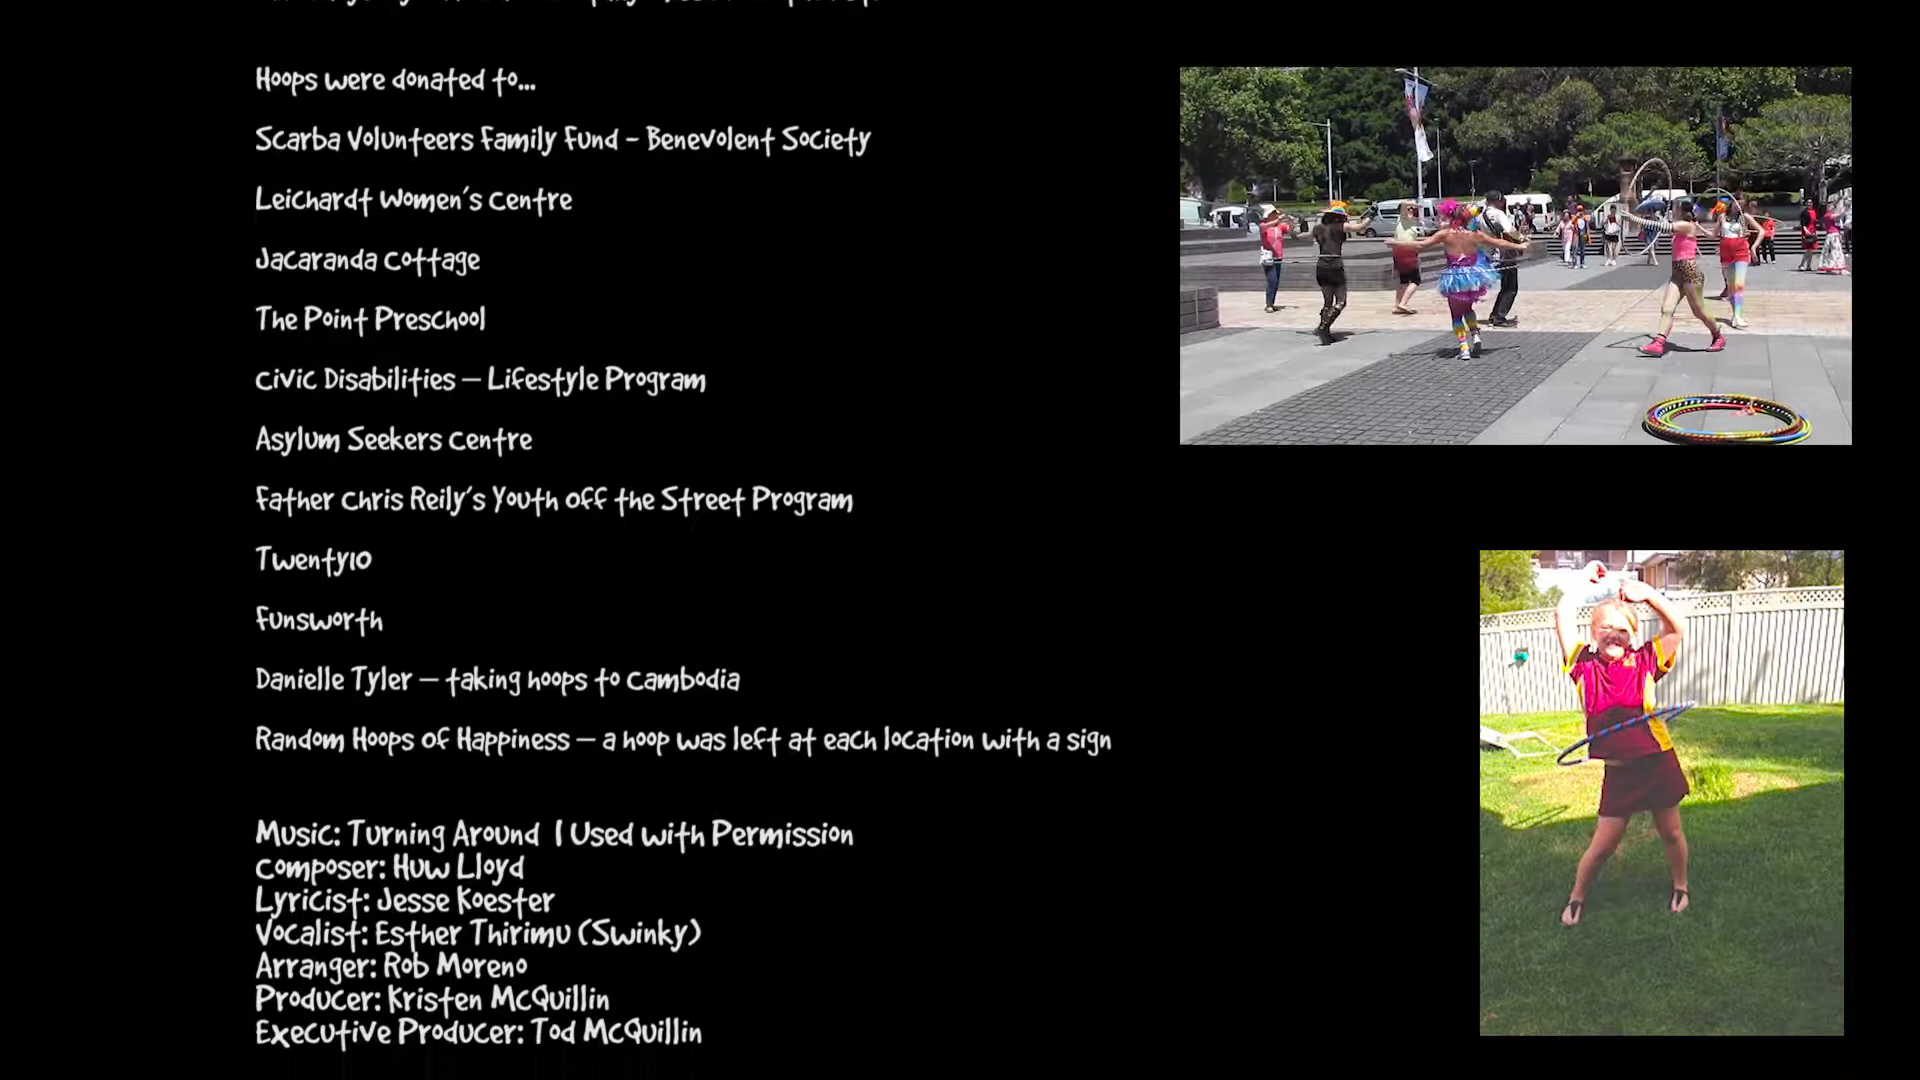 Hoops were donated to...
Scarba Volunteers Family Fund - Benevolent Society
Leichardt Women's Centre
Jacaranda Cottage
The Point Preschool
Civic Disabilities – Lifestyle Program
Asylum Seekers Centre
Father Chris Reily's Youth Off the Street Program
Twenty10
Funsworth
Danielle Tyler – taking hoops to Cambodia
Random Hoops of Happiness – a hoop was left at each location with a sign
Music: Turning Around I Used with Permission
Composer: Huw Lloyd
Lyricist: Jesse Koester
Vocalist: Esther Thirimu (Swinky)
Arranger: Rob Moreno
Producer: Kristen McQuillin
Executive Producer: Tod McQuillin